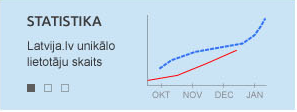 STATISTIKA
Latvija.lv unikālo
lietotāju skaits
OKT NOV DEC JAN